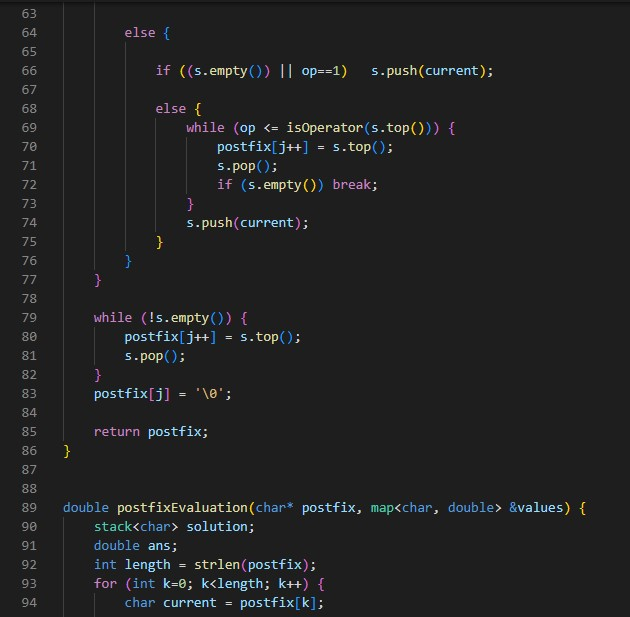 63
64 else {
65
66 if ((s.empty()) || op==1) s.push(current);
67
68 else {
69 while (op <= isOperator(s.top())) {
70 postfix[j++] = s.top();
71 s.pop();
72 if (s.empty()) break;
73 }
74 s.push(current);
75 }
76 }
77 }
78
79 while (!s.empty()) {
80 postfix[j++] = s.top();
81 s.pop();
82 }
83 postfix[j] = '\0';
84
85 return postfix;
86 }
87
88
89 double postfixEvaluation(char* postfix, map<char, double> &values) {
90 stack<char> solution;
91 double ans;
92 int length = strlen(postfix);
93 for (int k=0; k<length; k++) {
94 char current = postfix[k];